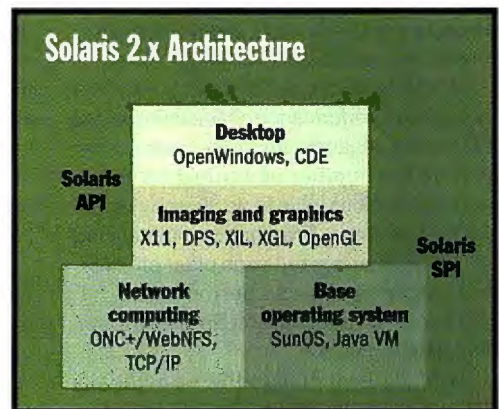 Solaris 2.x Architecture
Desktop
OpenWindows, CDE
Solaris
API
Imaging and graphics
X11, DPS, XIL, XGL, OpenGL
Solaris
SPI
Network
computing
ONC+/WebNFS,
TCP/IP
Base
operating system
SunOS, Java VM